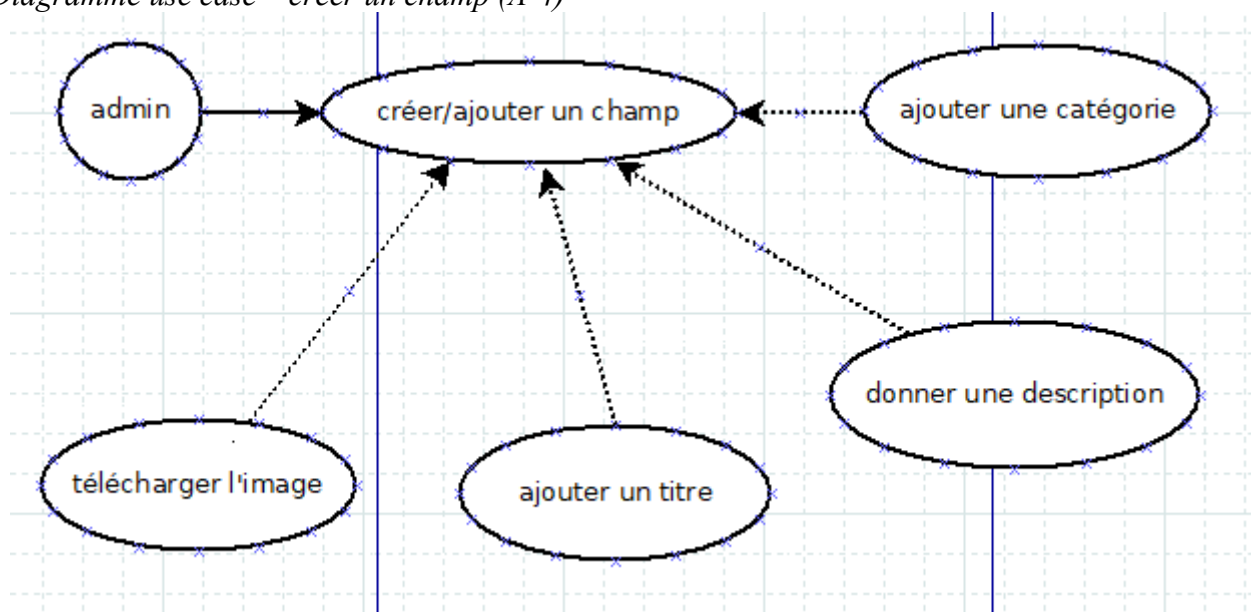 Diagramme use case – créer un champ (A-4)
admin
créer/ajouter un champ
ajouter une catégorie
donner une description
télécharger l'image
ajouter un titre